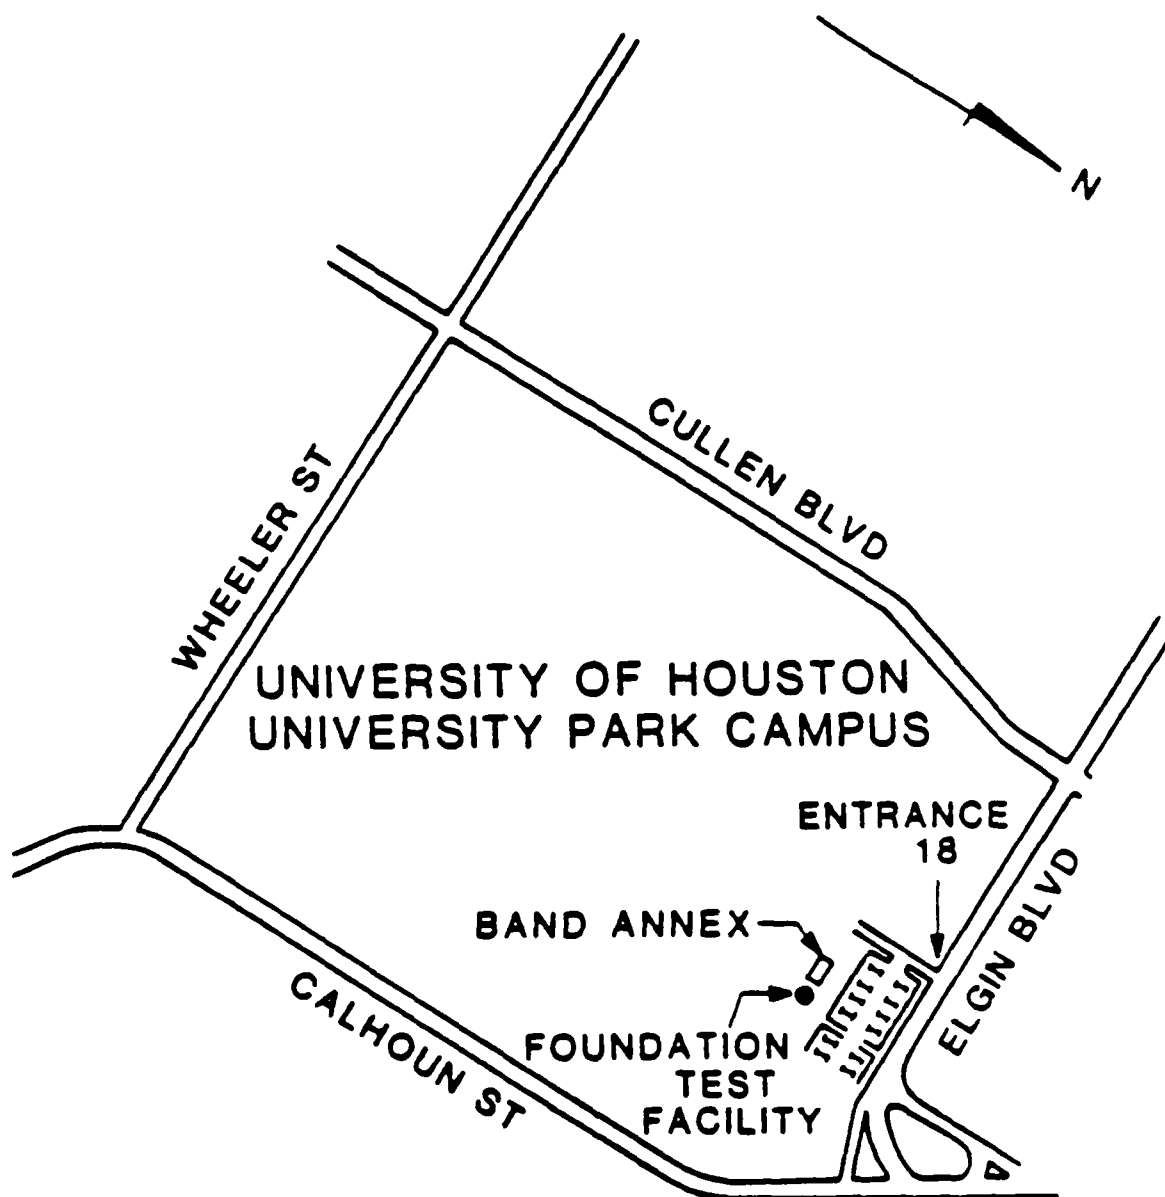 N
CULLEN BLVD
WHEELER ST
UNIVERSITY OF HOUSTON
UNIVERSITY PARK CAMPUS
ENTRANCE
18
BAND ANNEX
ELGIN BLVD
CALHOUN ST
FOUNDATION
TEST
FACILITY